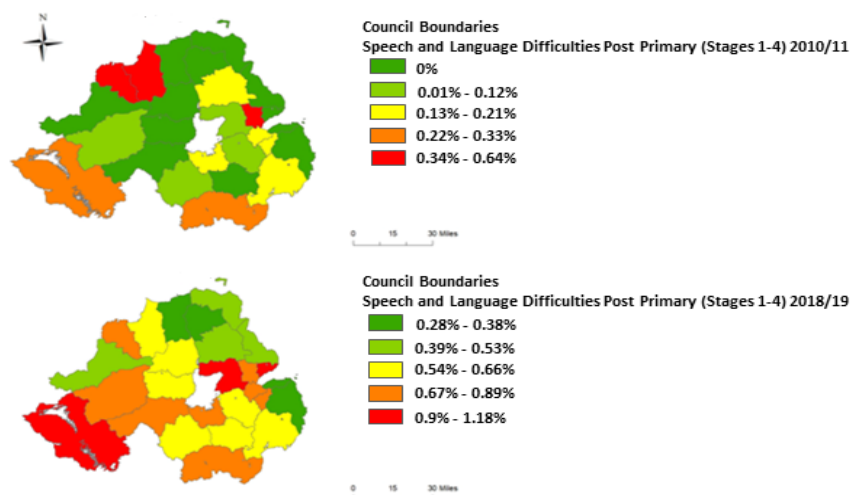 N
Council Boundaries
Speech and Language Difficulties Post Primary (Stages 1-4) 2010/11
0%
0.01% - 0.12%
0.13% - 0.21%
0.22% - 0.33%
0.34% - 0.64%
0 15 30 Miles
Council Boundaries
Speech and Language Difficulties Post Primary (Stages 1-4) 2018/19
0.28% - 0.38%
0.39% - 0.53%
0.54% - 0.66%
0.67% - 0.89%
0.9% - 1.18%
0 15 30 Miles